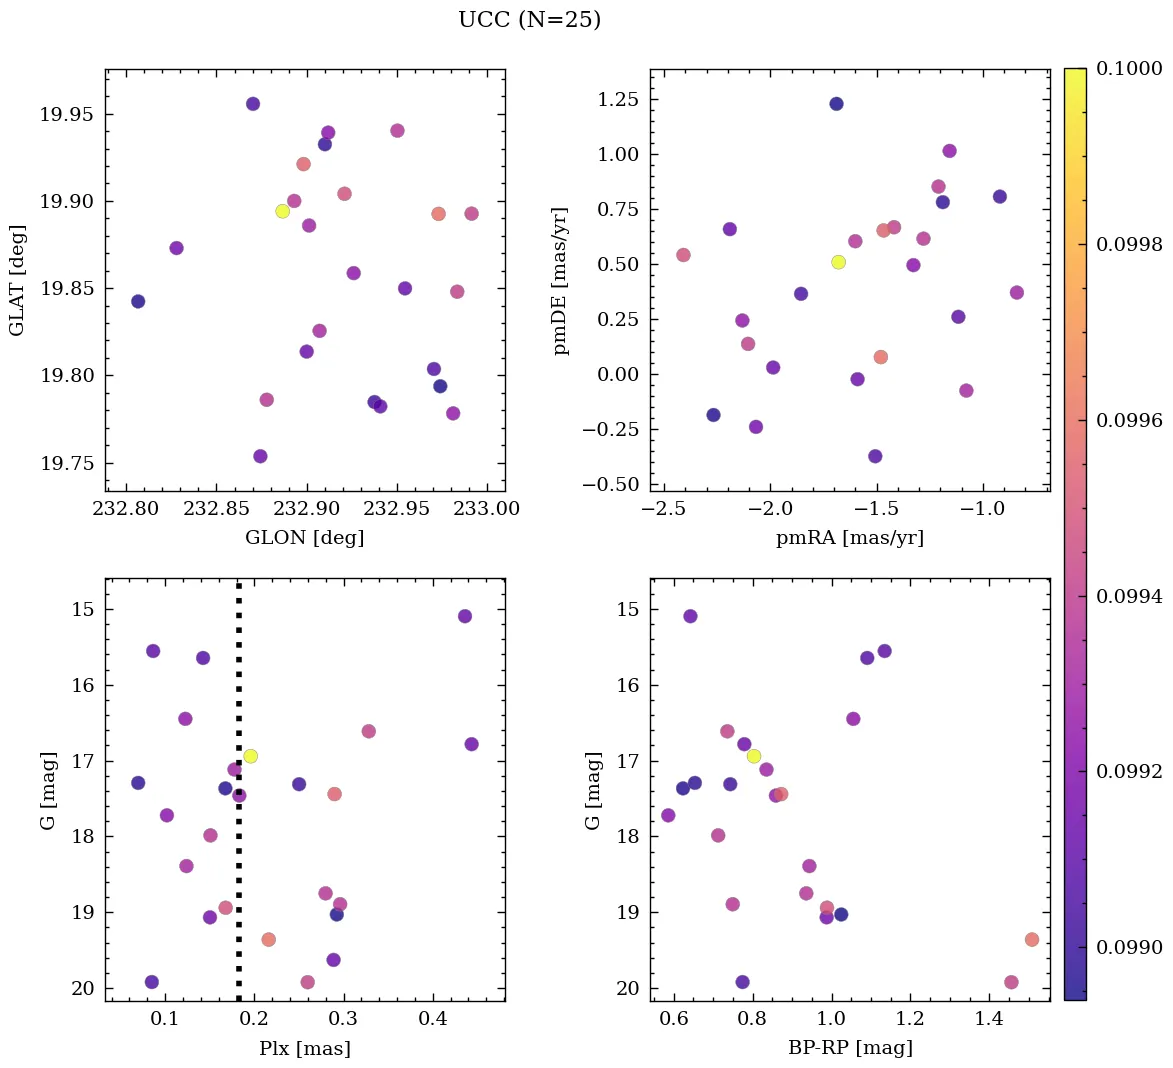 UCC (N=25)
19.95
19.90
19.85
19.80
19.75
GLAT [deg]
232.80 232.85 232.90 232.95 233.00
GLON [deg]
1.25
1.00
0.75
0.50
0.25
0.00
−0.25
−0.50
pmDE [mas/yr]
−2.5 −2.0 −1.5 −1.0
pmRA [mas/yr]
0.1000
0.0998
0.0996
0.0994
0.0992
0.0990
15
16
17
18
19
20
G [mag]
0.1 0.2 0.3 0.4
Plx [mas]
15
16
17
18
19
20
G [mag]
0.6 0.8 1.0 1.2 1.4
BP-RP [mag]